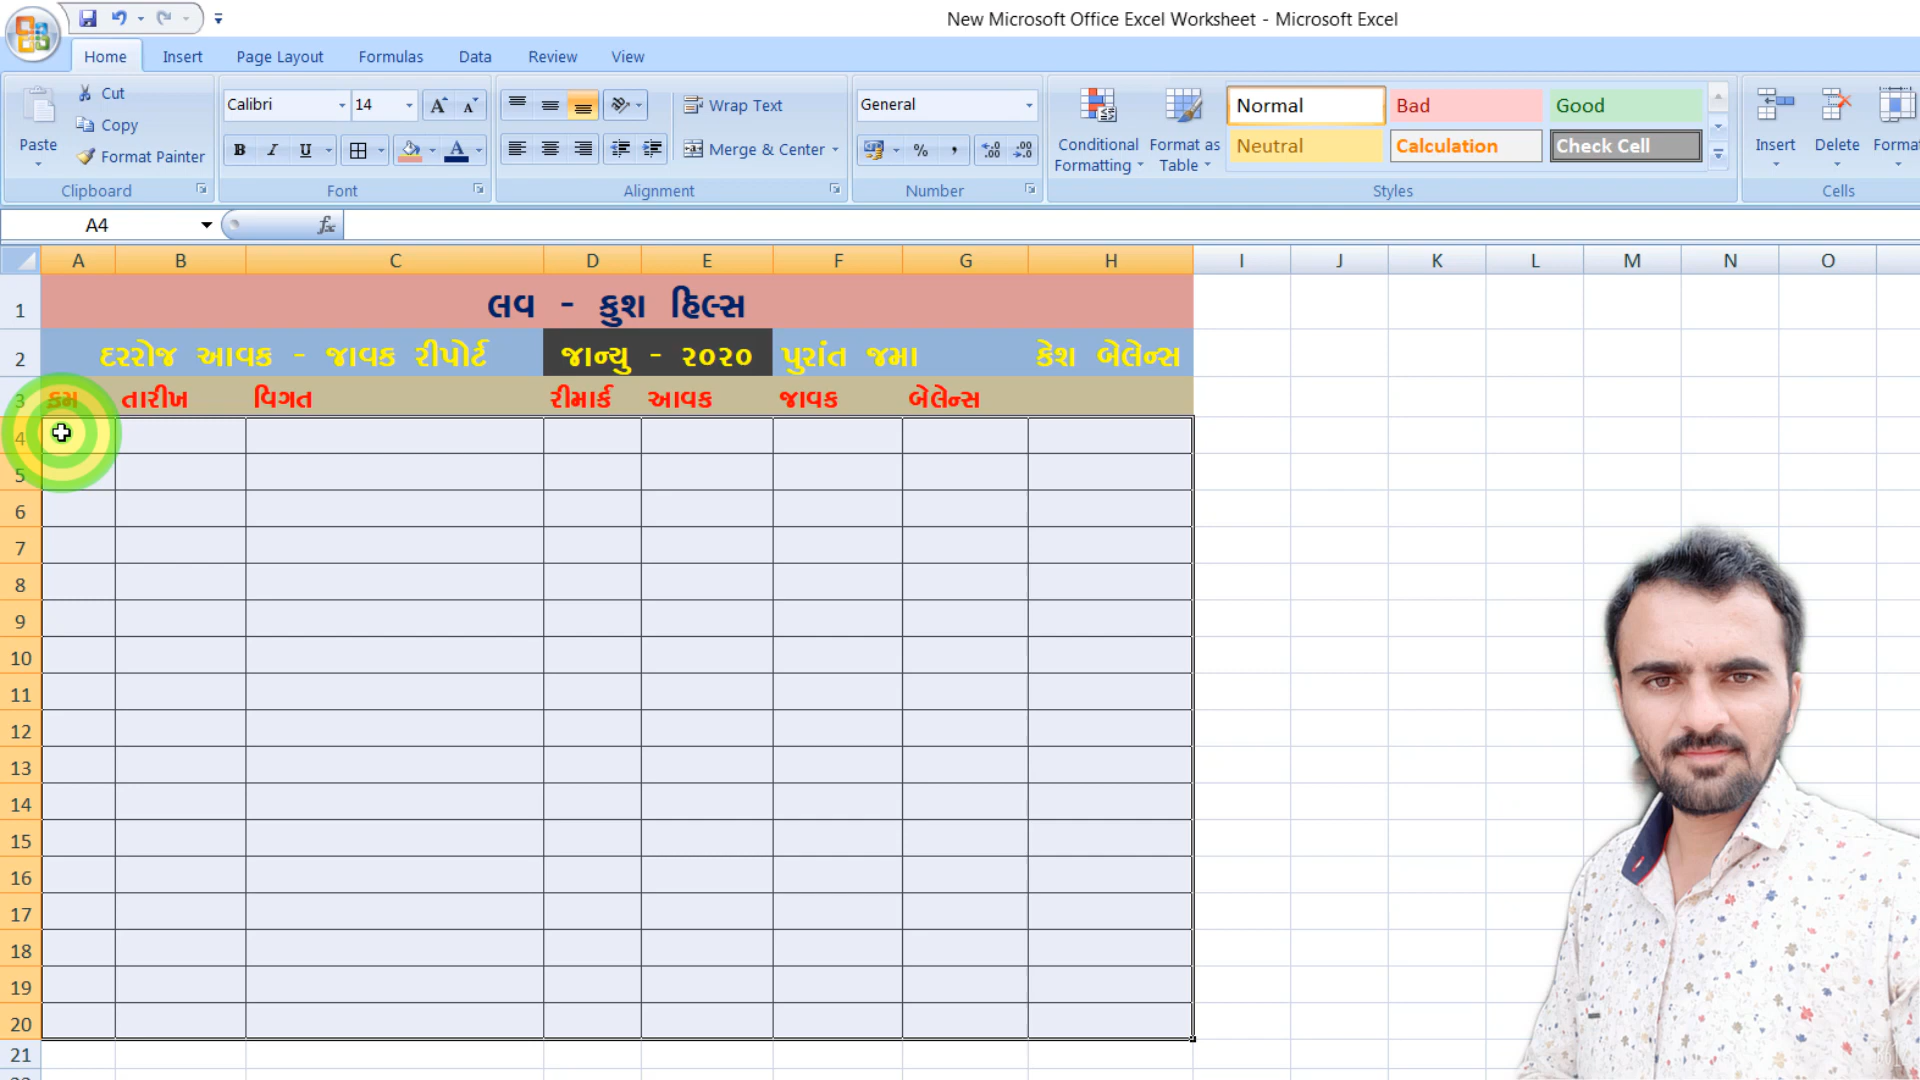 New Microsoft Office Excel Worksheet - Microsoft Excel
Home Insert Page Layout Formulas Data Review View
Paste
Cut
Copy
Format Painter
Clipboard
Calibri 14
B I U A
Font
Wrap Text
Merge & Center
Alignment
General
% ,
Number
Conditional Formatting
Format as Table
Normal Bad Good
Neutral Calculation Check Cell
Styles
Insert Delete Format
Cells
A4 fx
A B C D E F G H I J K L M N O
1 લવ - કુશ હિલ્સ
2 દરરોજ આવક - જાવક રીપોર્ટ જાન્યુ - ૨૦૨૦ પુરાંત જમા કેશ બેલેન્સ
3 ક્રમ તારીખ વિગત રીમાર્ક આવક જાવક બેલેન્સ
4
5
6
7
8
9
10
11
12
13
14
15
16
17
18
19
20
21